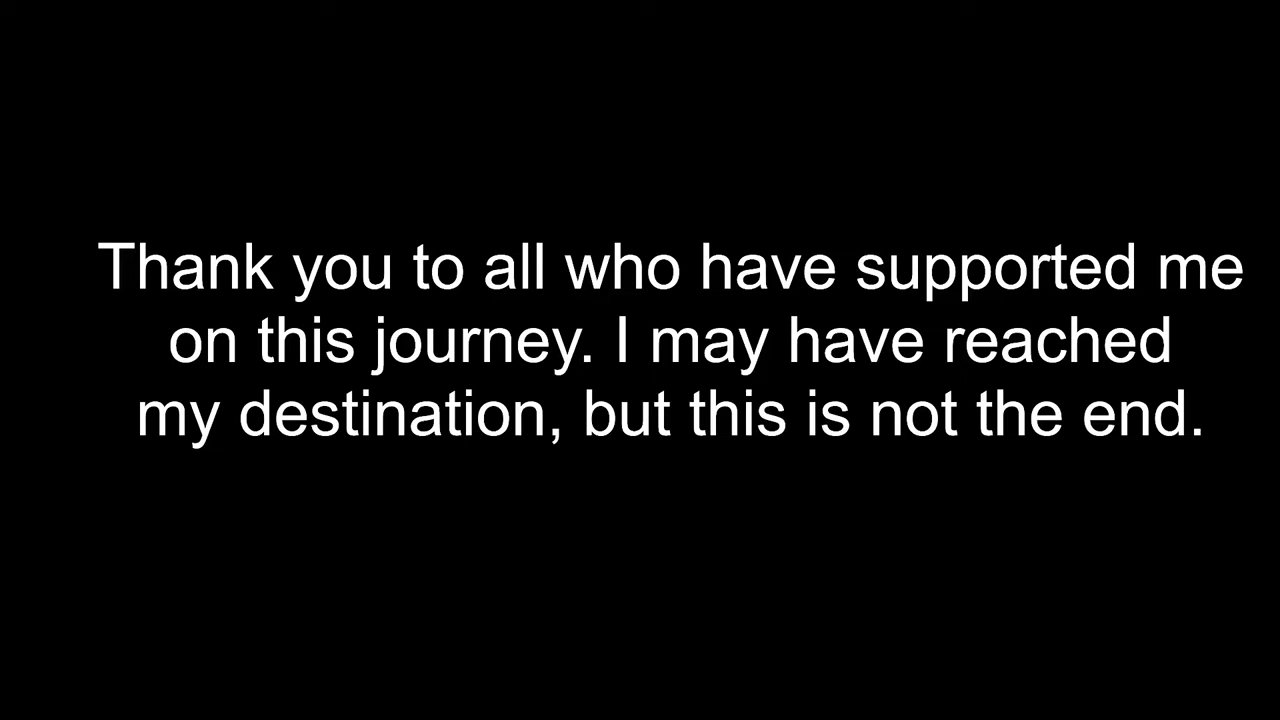 Thank you to all who have supported me
on this journey. I may have reached
my destination, but this is not the end.